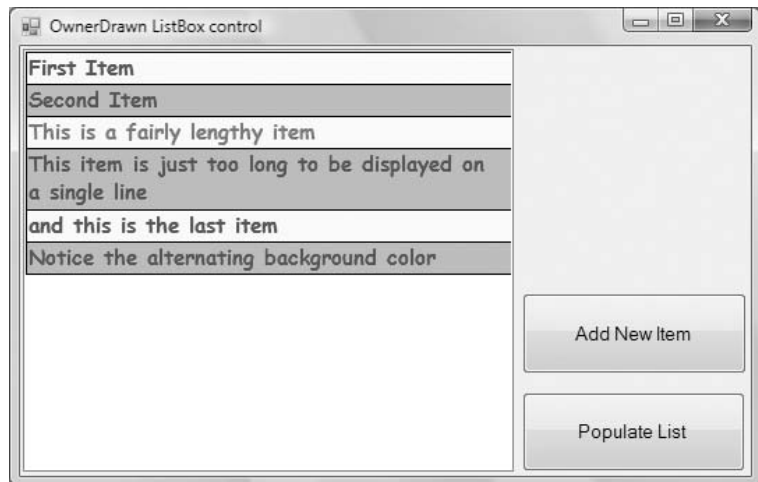 OwnerDrawn ListBox control
First Item
Second Item
This is a fairly lengthy item
This item is just too long to be displayed on
a single line
and this is the last item
Notice the alternating background color
Add New Item
Populate List